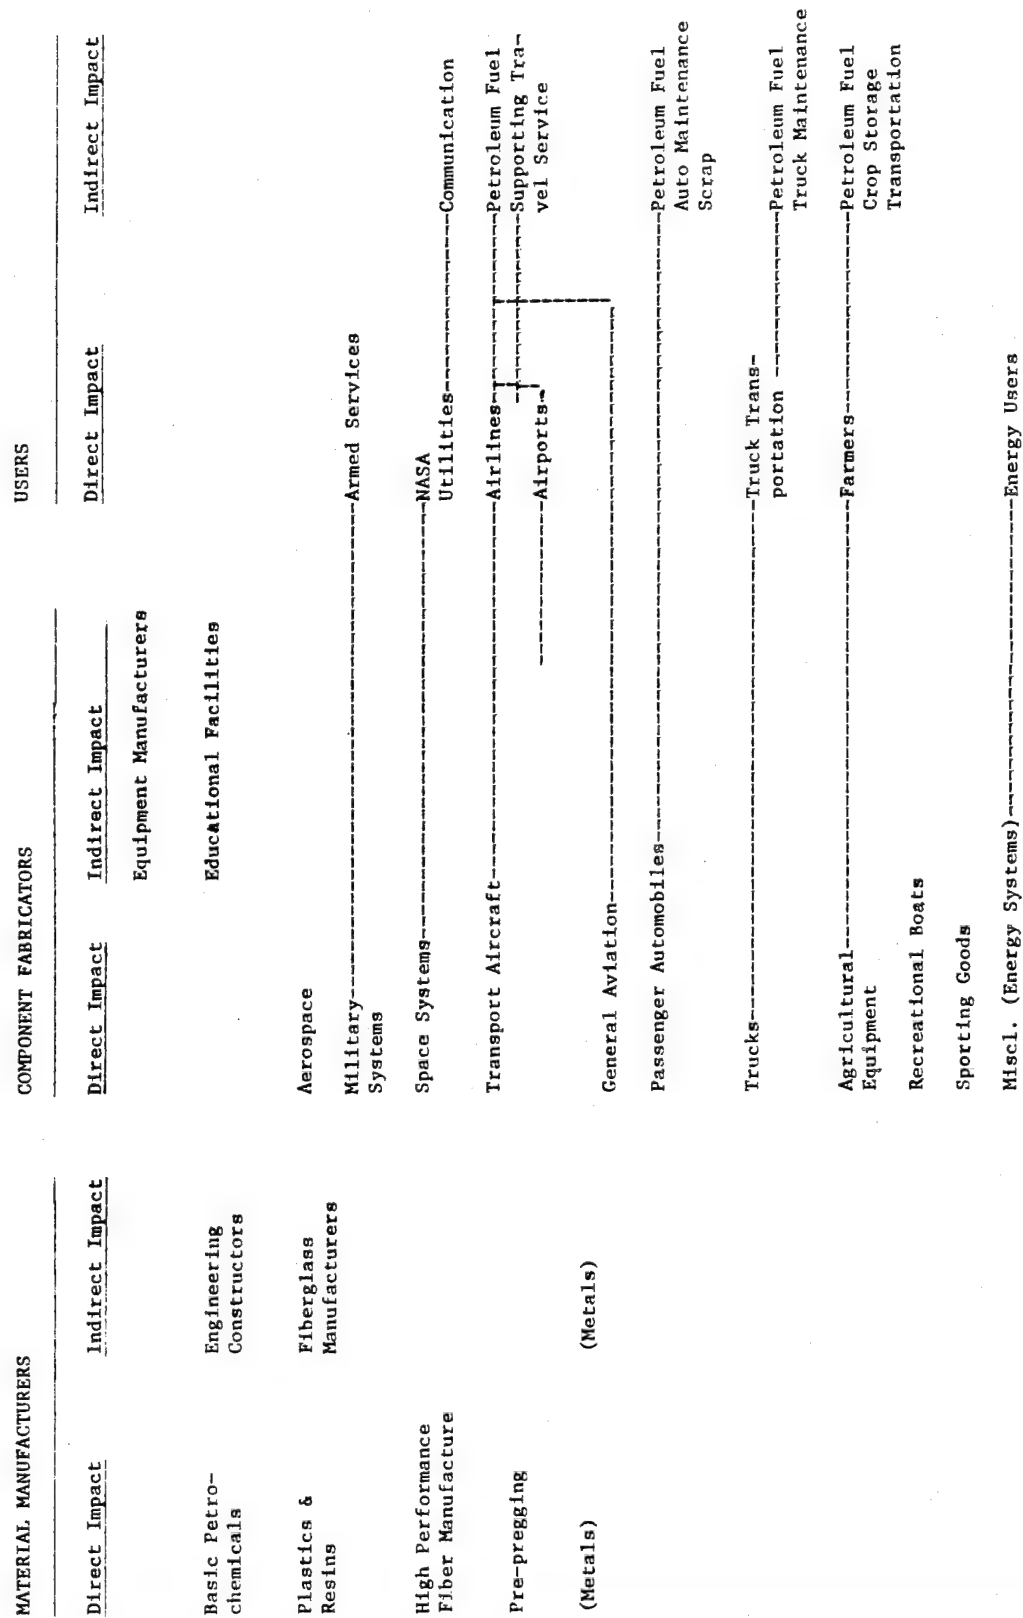 MATERIAL MANUFACTURERS COMPONENT FABRICATORS USERS
Direct Impact Indirect Impact Direct Impact Indirect Impact Direct Impact Indirect Impact
Equipment Manufacturers
Basic Petro- Engineering Educational Facilities
chemicals Constructors
Plastics & Fiberglass Aerospace
Resins Manufacturers
Military Armed Services
Systems
High Performance Space Systems NASA
Fiber Manufacture Utilities Communication
Transport Aircraft Airlines Petroleum Fuel
Pre-pregging Supporting Tra-
Airports vel Service
(Metals) (Metals)
General Aviation
Passenger Automobiles Petroleum Fuel
Auto Maintenance
Scrap
Trucks Truck Trans-
portation Petroleum Fuel
Truck Maintenance
Agricultural Farmers Petroleum Fuel
Equipment Crop Storage
Transportation
Recreational Boats
Sporting Goods
Miscl. (Energy Systems) Energy Users